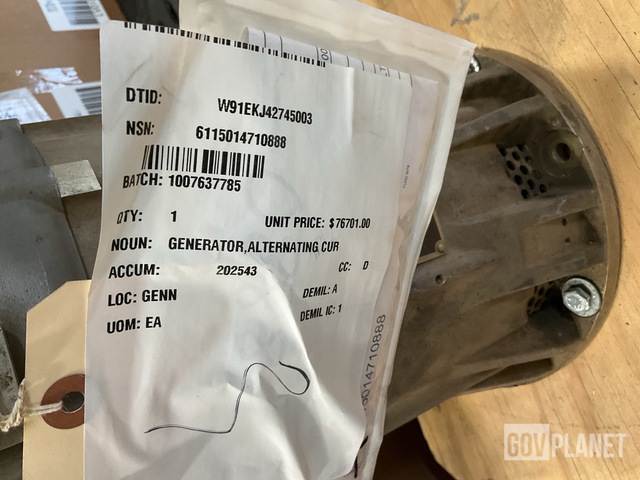 DTID: W91EKJ42745003
NSN: 6115014710888
BATCH: 1007637785
QTY: 1 UNIT PRICE: $76701.00
NOUN: GENERATOR,ALTERNATING CUR
ACCUM: 202543 CC: D
LOC: GENN DEMIL: A
UOM: EA DEMIL IC: 1
0014710888
GOVPLANET